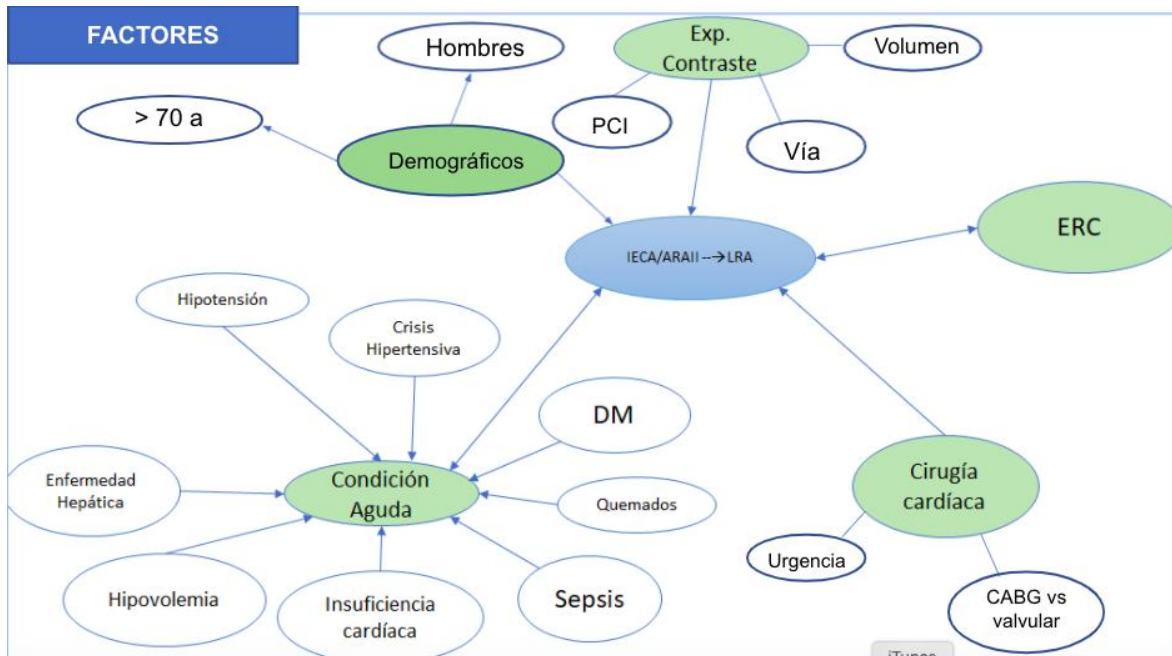 FACTORES
Hombres
Exp.
Contraste
Volumen
> 70 a
PCI
Vía
Demográficos
ERC
IECA/ARAII --→ LRA
Hipotensión
Crisis
Hipertensiva
DM
Enfermedad
Hepática
Condición
Aguda
Quemados
Cirugía
cardíaca
Urgencia
Hipovolemia
Insuficiencia
cardíaca
Sepsis
CABG vs
valvular
iTunes